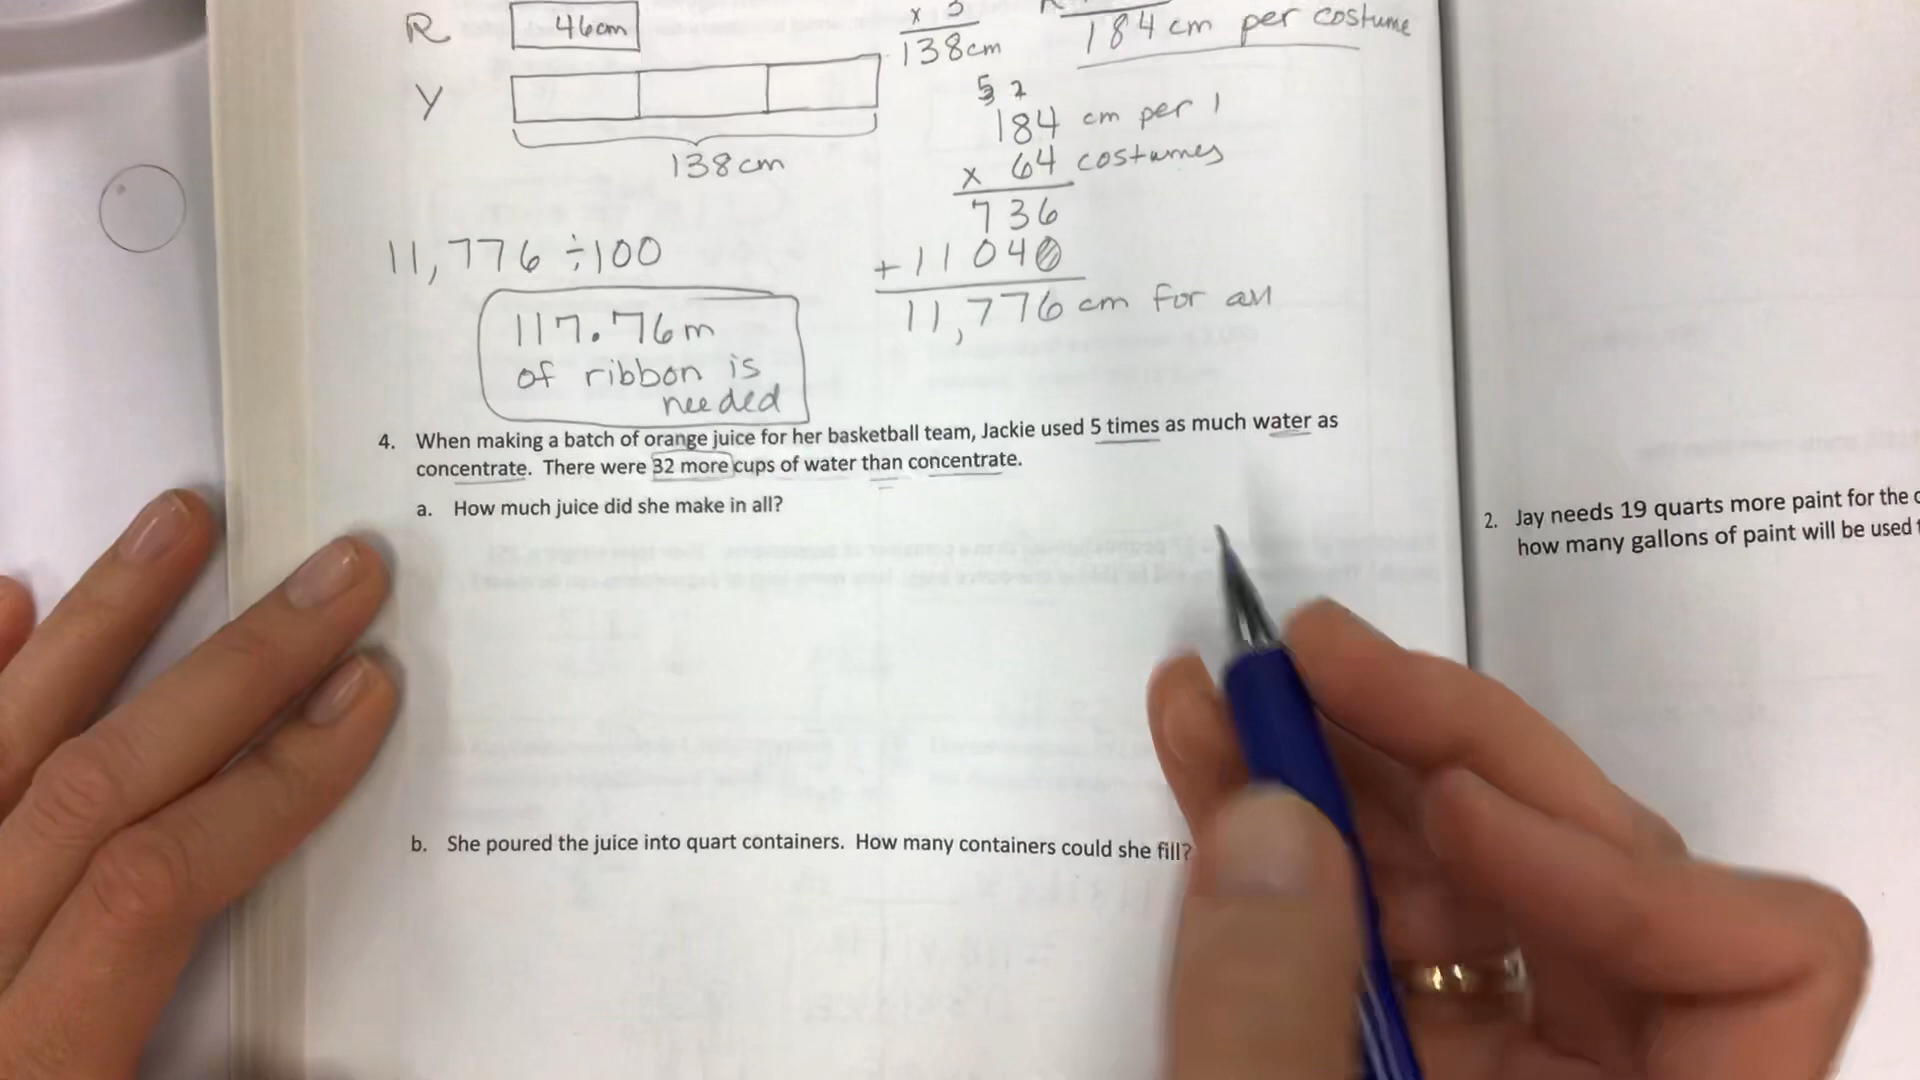 R 46cm
x 3
138cm
184 cm per costume
Y
138cm
5 2
184 cm per 1
x 64 costumes
736
+11040
11,776 cm for all
11,776 ÷100
117.76m
of ribbon is
needed
4. When making a batch of orange juice for her basketball team, Jackie used 5 times as much water as
concentrate. There were 32 more cups of water than concentrate.
a. How much juice did she make in all?
b. She poured the juice into quart containers. How many containers could she fill?
2. Jay needs 19 quarts more paint for the
how many gallons of paint will be used